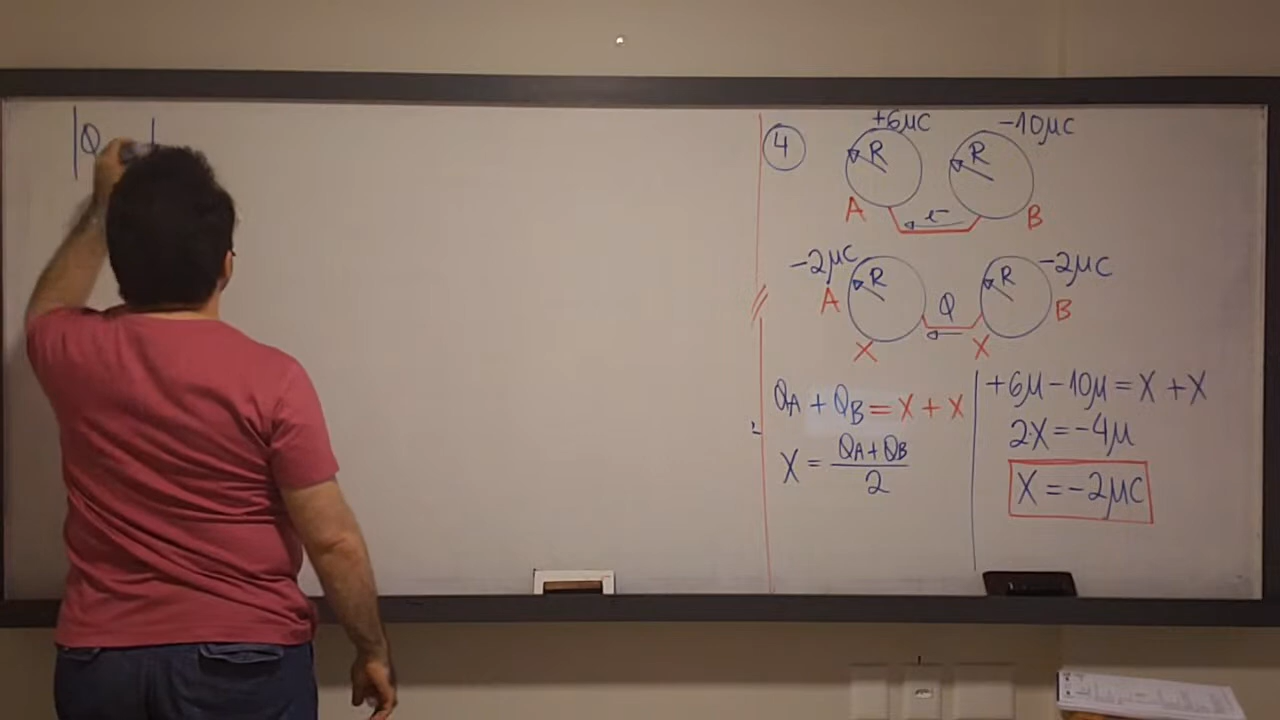 |Q |
4
+6μC -10μC
R R
A e⁻ B
-2μC -2μC
R R
A Q B
X X
QA + QB = X + X
X = QA + QB / 2
+6μ - 10μ = X + X
2X = -4μ
X = -2μC